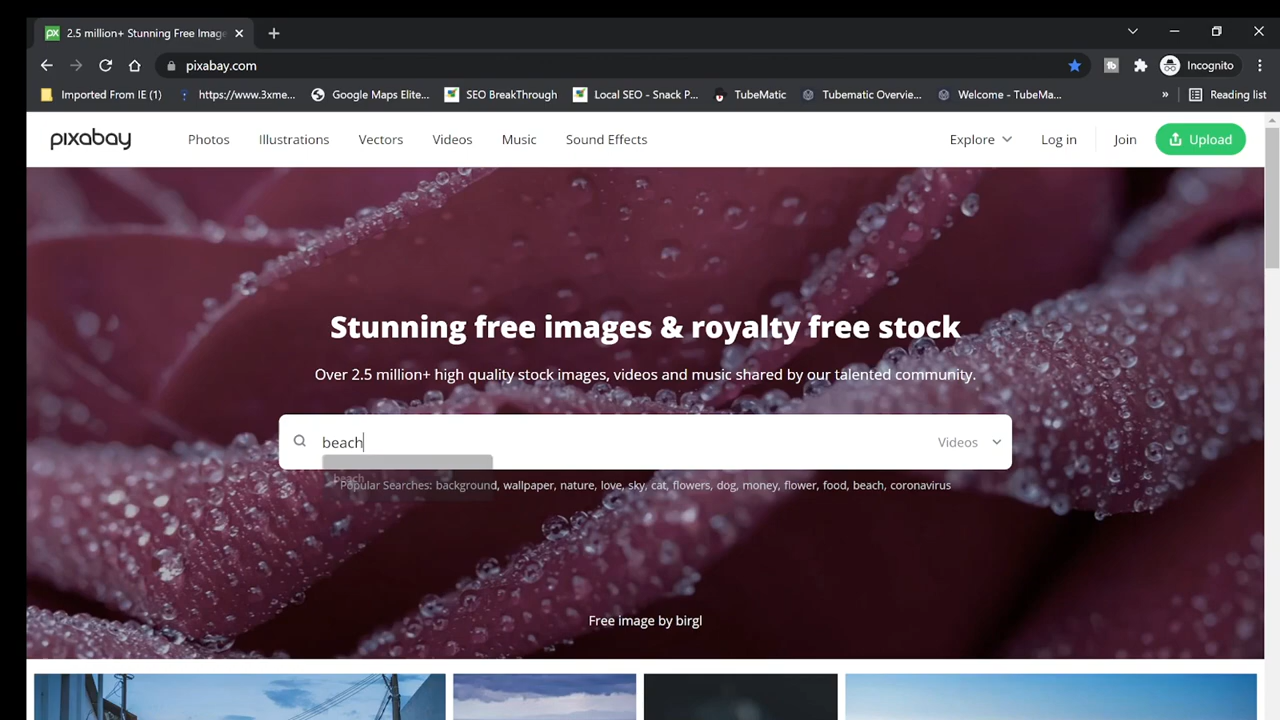 px 2.5 million+ Stunning Free Imag
pixabay.com
Incognito
Imported From IE (1) https://www.3xme... Google Maps Elite... SEO BreakThrough Local SEO - Snack P... TubeMatic Tubematic Overvie... Welcome - TubeMa... » Reading list
pixabay Photos Illustrations Vectors Videos Music Sound Effects Explore Log in Join Upload
Stunning free images & royalty free stock
Over 2.5 million+ high quality stock images, videos and music shared by our talented community.
beach Videos
beach
Popular Searches: background, wallpaper, nature, love, sky, cat, flowers, dog, money, flower, food, beach, coronavirus
Free image by birgl